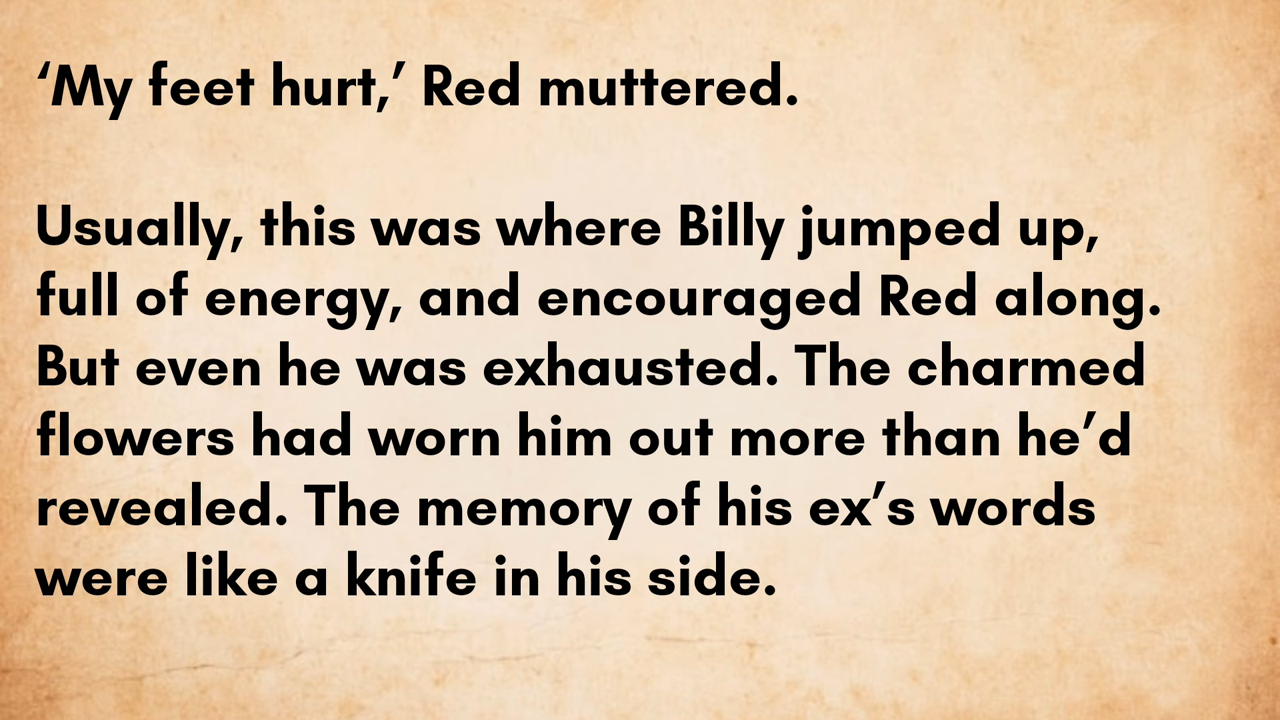 ‘My feet hurt,’ Red muttered.
Usually, this was where Billy jumped up,
full of energy, and encouraged Red along.
But even he was exhausted. The charmed
flowers had worn him out more than he’d
revealed. The memory of his ex’s words
were like a knife in his side.